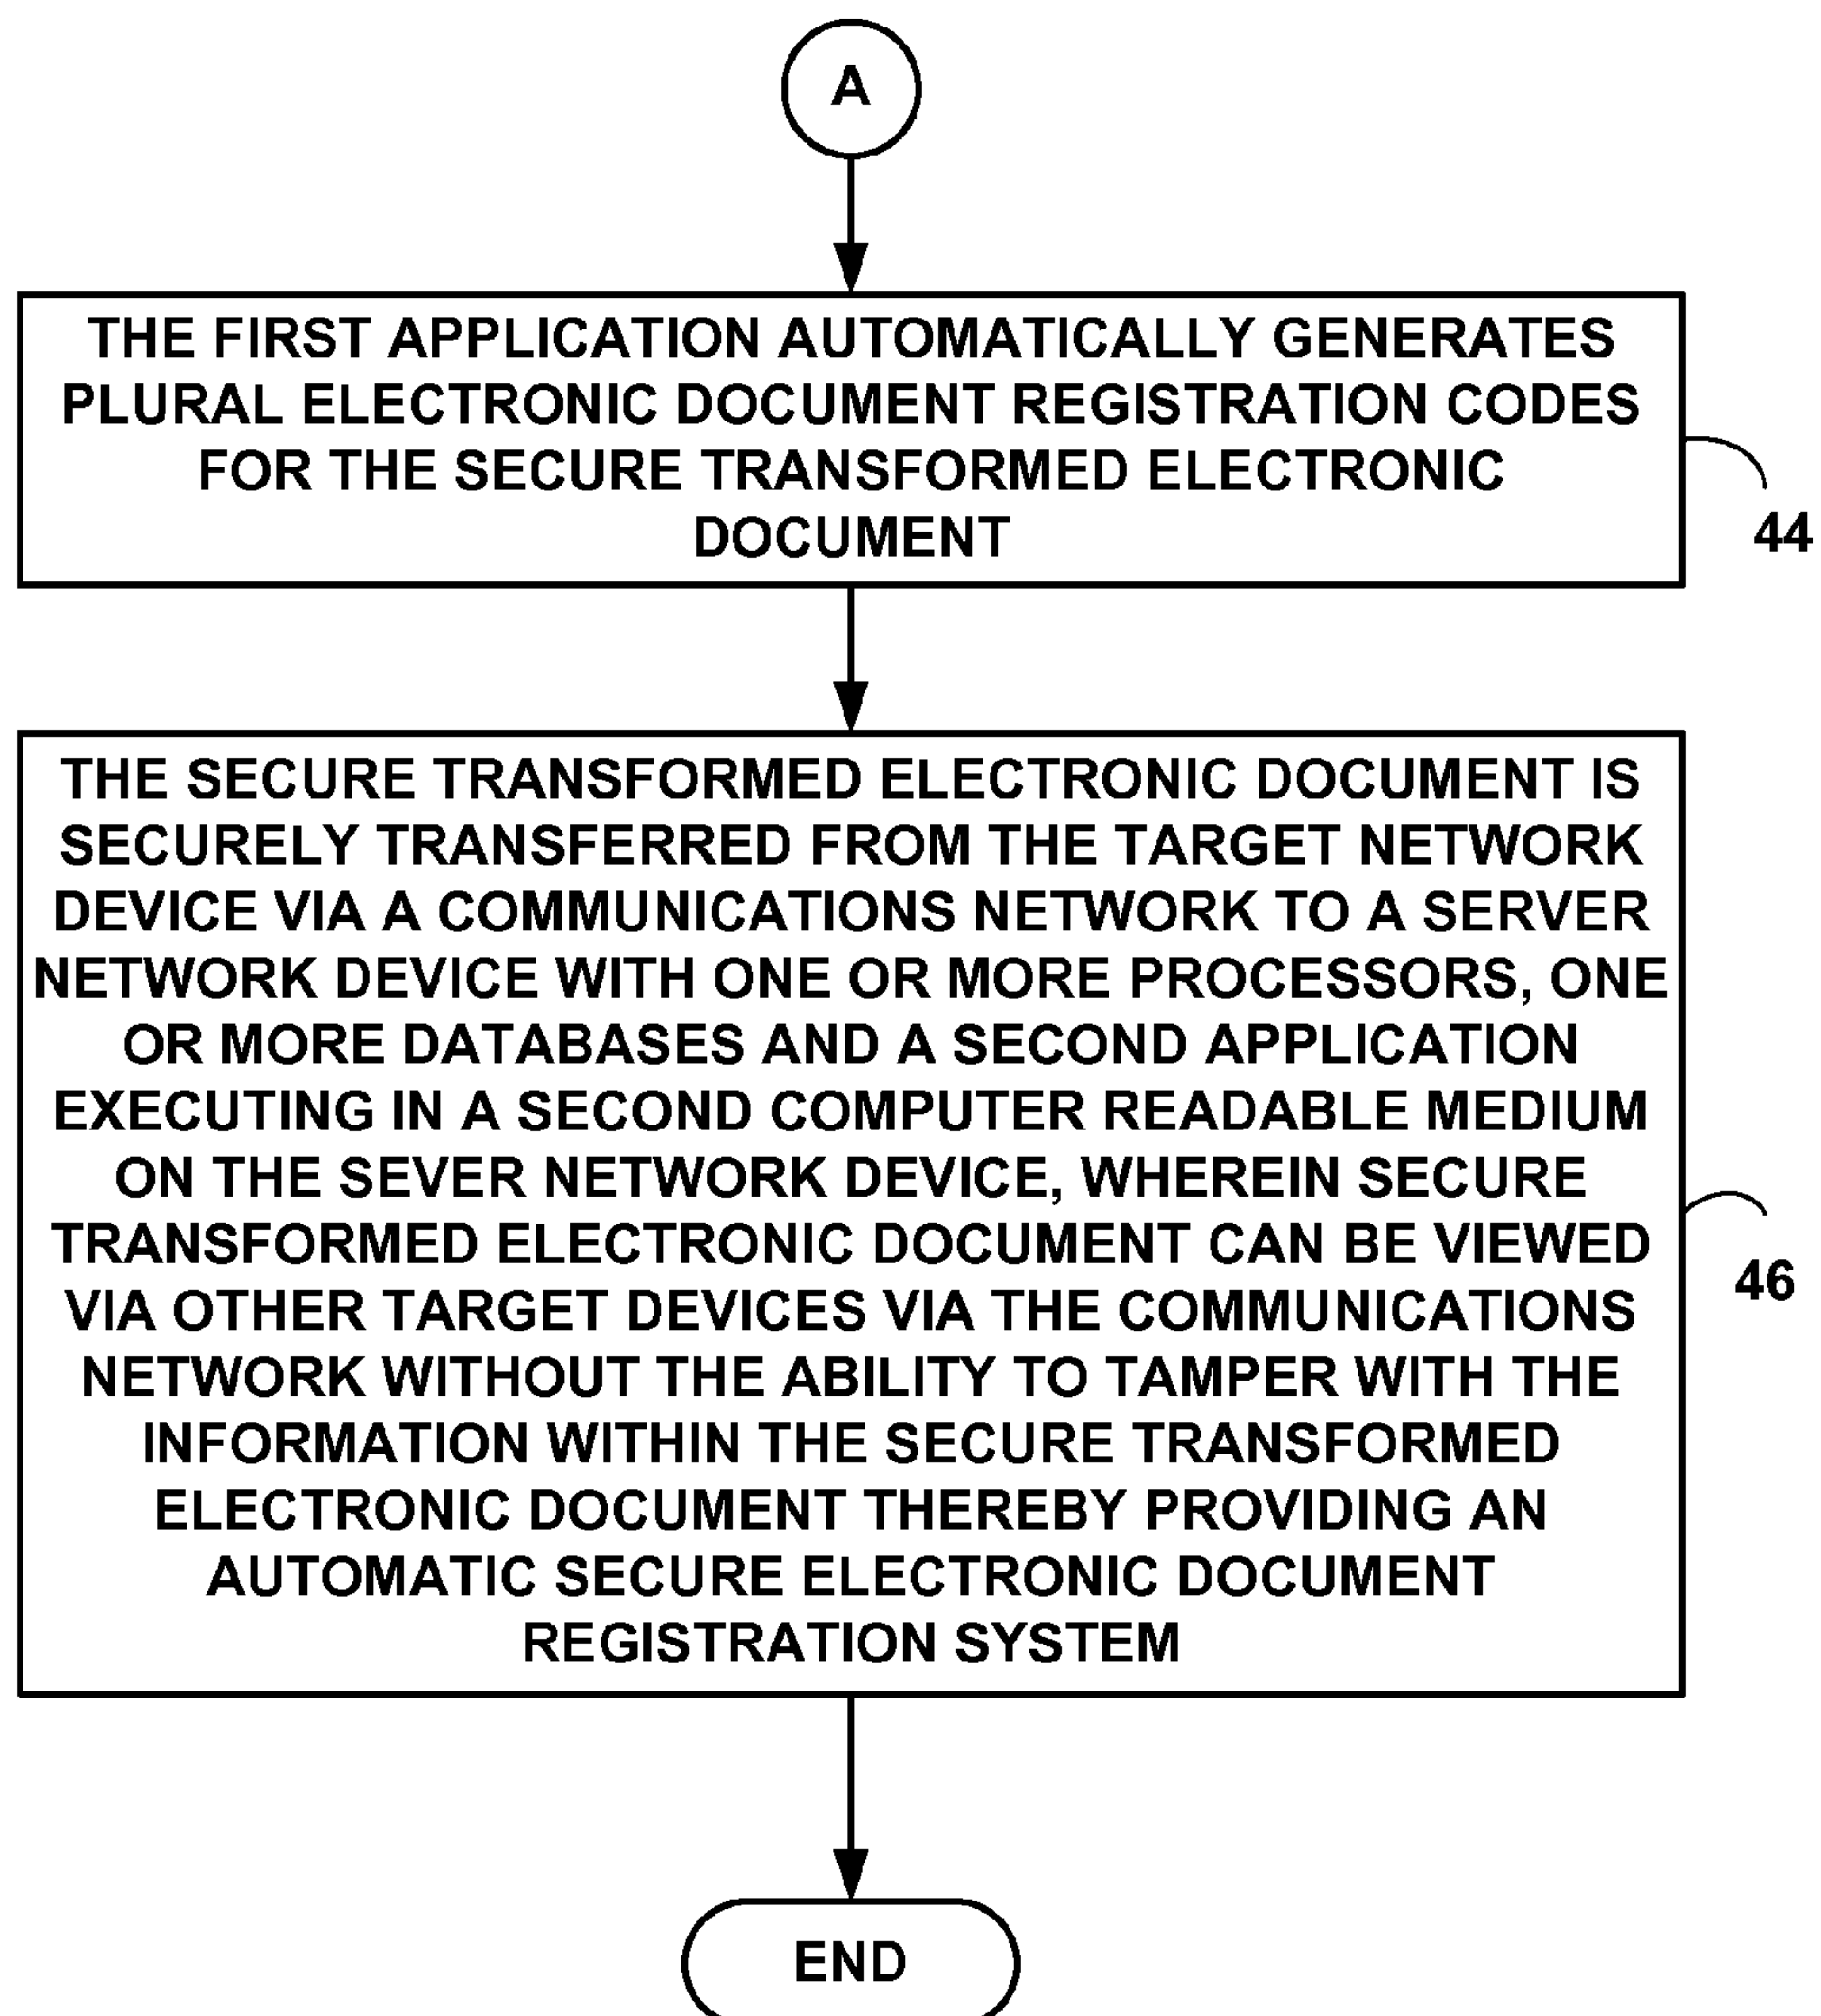 A
THE FIRST APPLICATION AUTOMATICALLY GENERATES
PLURAL ELECTRONIC DOCUMENT REGISTRATION CODES
FOR THE SECURE TRANSFORMED ELECTRONIC
DOCUMENT
44
THE SECURE TRANSFORMED ELECTRONIC DOCUMENT IS
SECURELY TRANSFERRED FROM THE TARGET NETWORK
DEVICE VIA A COMMUNICATIONS NETWORK TO A SERVER
NETWORK DEVICE WITH ONE OR MORE PROCESSORS, ONE
OR MORE DATABASES AND A SECOND APPLICATION
EXECUTING IN A SECOND COMPUTER READABLE MEDIUM
ON THE SEVER NETWORK DEVICE, WHEREIN SECURE
TRANSFORMED ELECTRONIC DOCUMENT CAN BE VIEWED
VIA OTHER TARGET DEVICES VIA THE COMMUNICATIONS
NETWORK WITHOUT THE ABILITY TO TAMPER WITH THE
INFORMATION WITHIN THE SECURE TRANSFORMED
ELECTRONIC DOCUMENT THEREBY PROVIDING AN
AUTOMATIC SECURE ELECTRONIC DOCUMENT
REGISTRATION SYSTEM
46
END